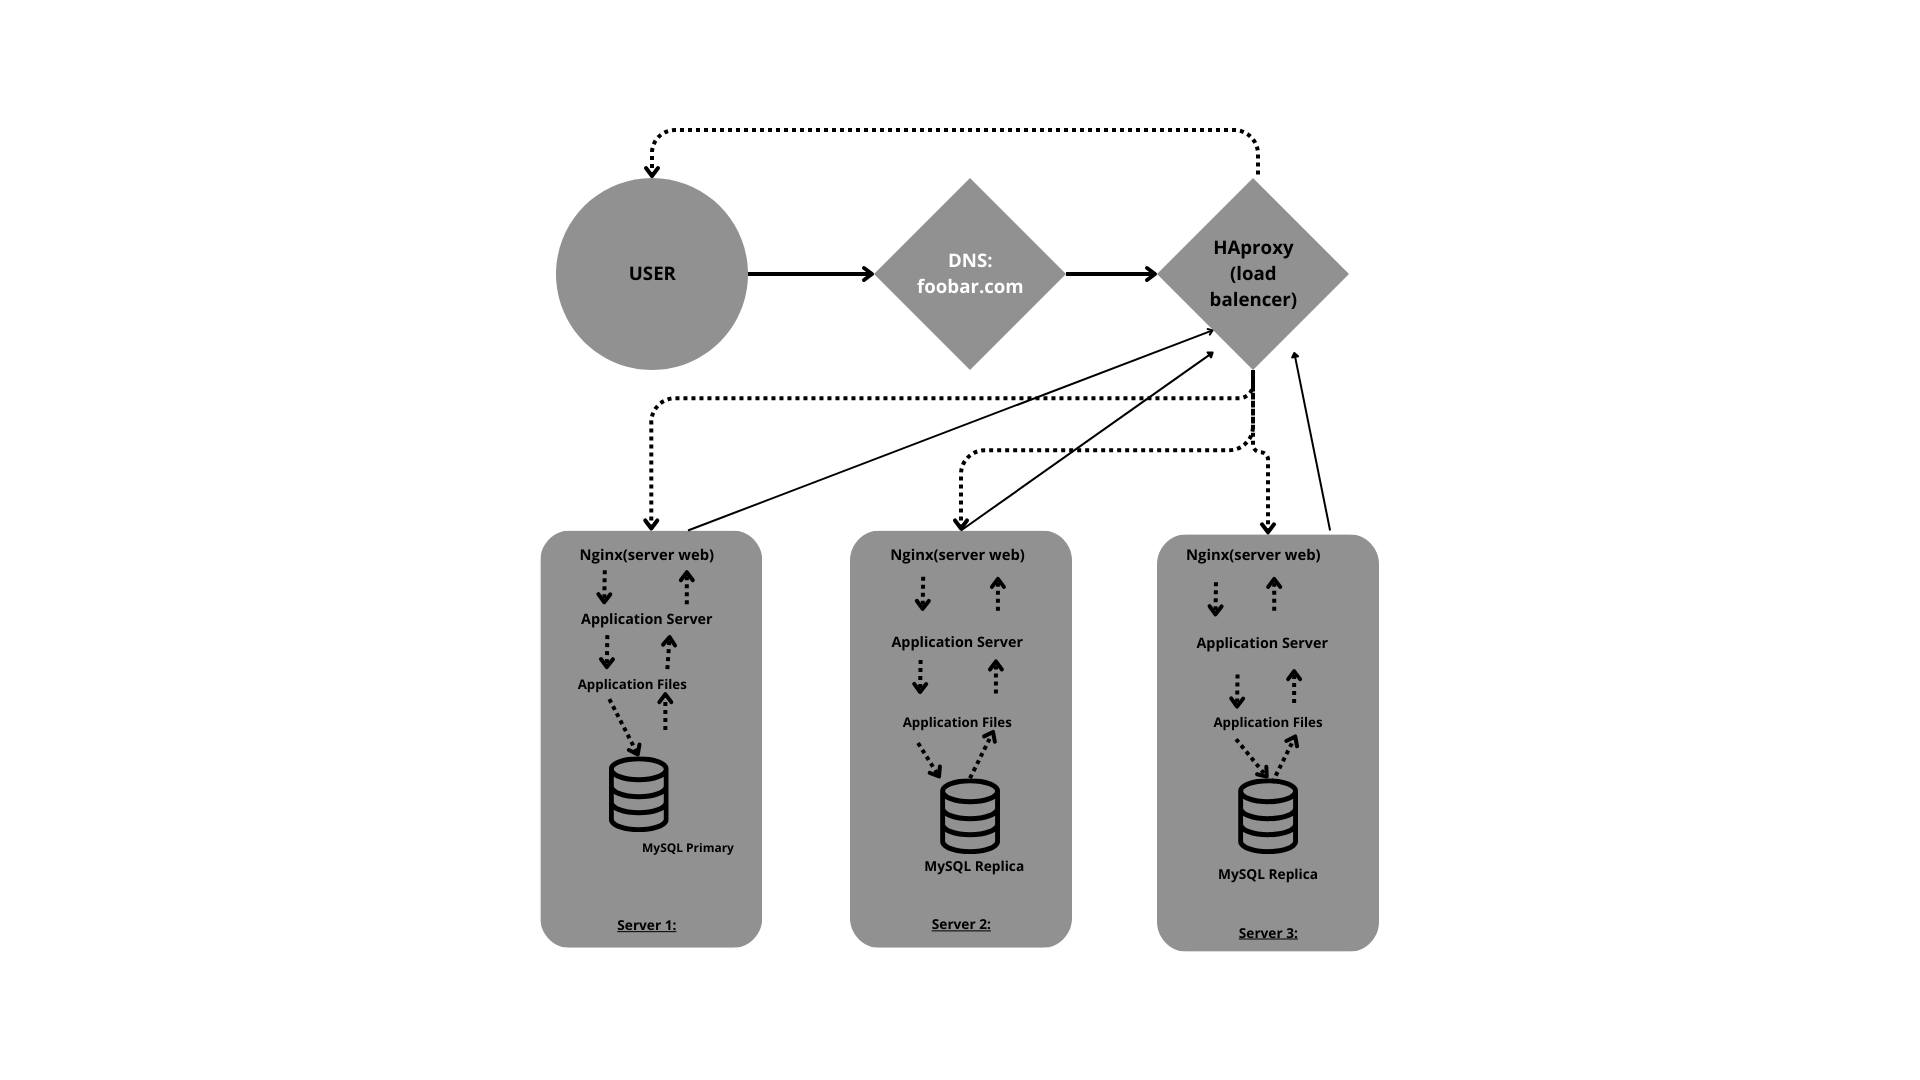 USER
DNS:
foobar.com
HAproxy
(load
balencer)
Nginx(server web)
Application Server
Application Files
MySQL Primary
Server 1:
Nginx(server web)
Application Server
Application Files
MySQL Replica
Server 2:
Nginx(server web)
Application Server
Application Files
MySQL Replica
Server 3: